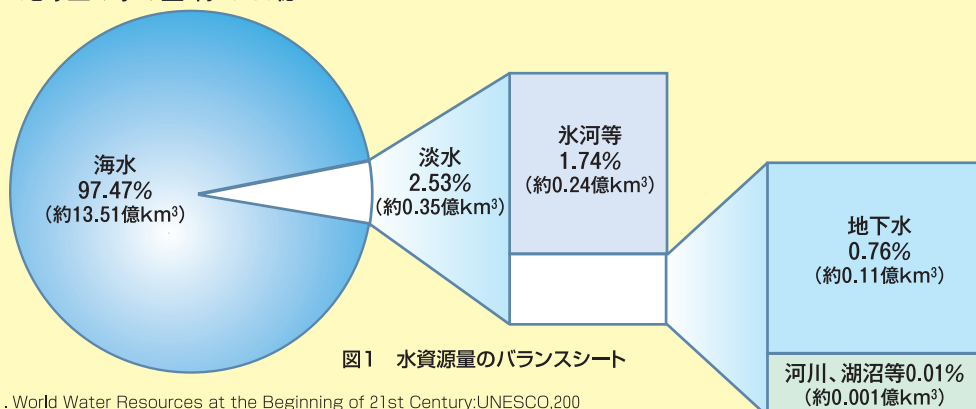 海水
97.47%
(約13.51億km³)
淡水
2.53%
(約0.35億km³)
氷河等
1.74%
(約0.24億km³)
地下水
0.76%
(約0.11億km³)
河川、湖沼等0.01%
(約0.001億km³)
図1 水資源量のバランスシート
. World Water Resources at the Beginning of 21st Century:UNESCO,200